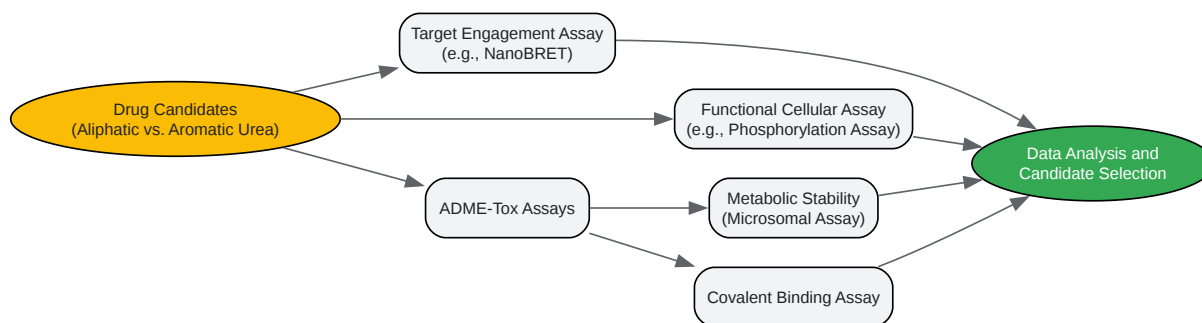 Target Engagement Assay
(e.g., NanoBRET)
Drug Candidates
(Aliphatic vs. Aromatic Urea)
Functional Cellular Assay
(e.g., Phosphorylation Assay)
ADME-Tox Assays
Metabolic Stability
(Microsomal Assay)
Covalent Binding Assay
Data Analysis and
Candidate Selection